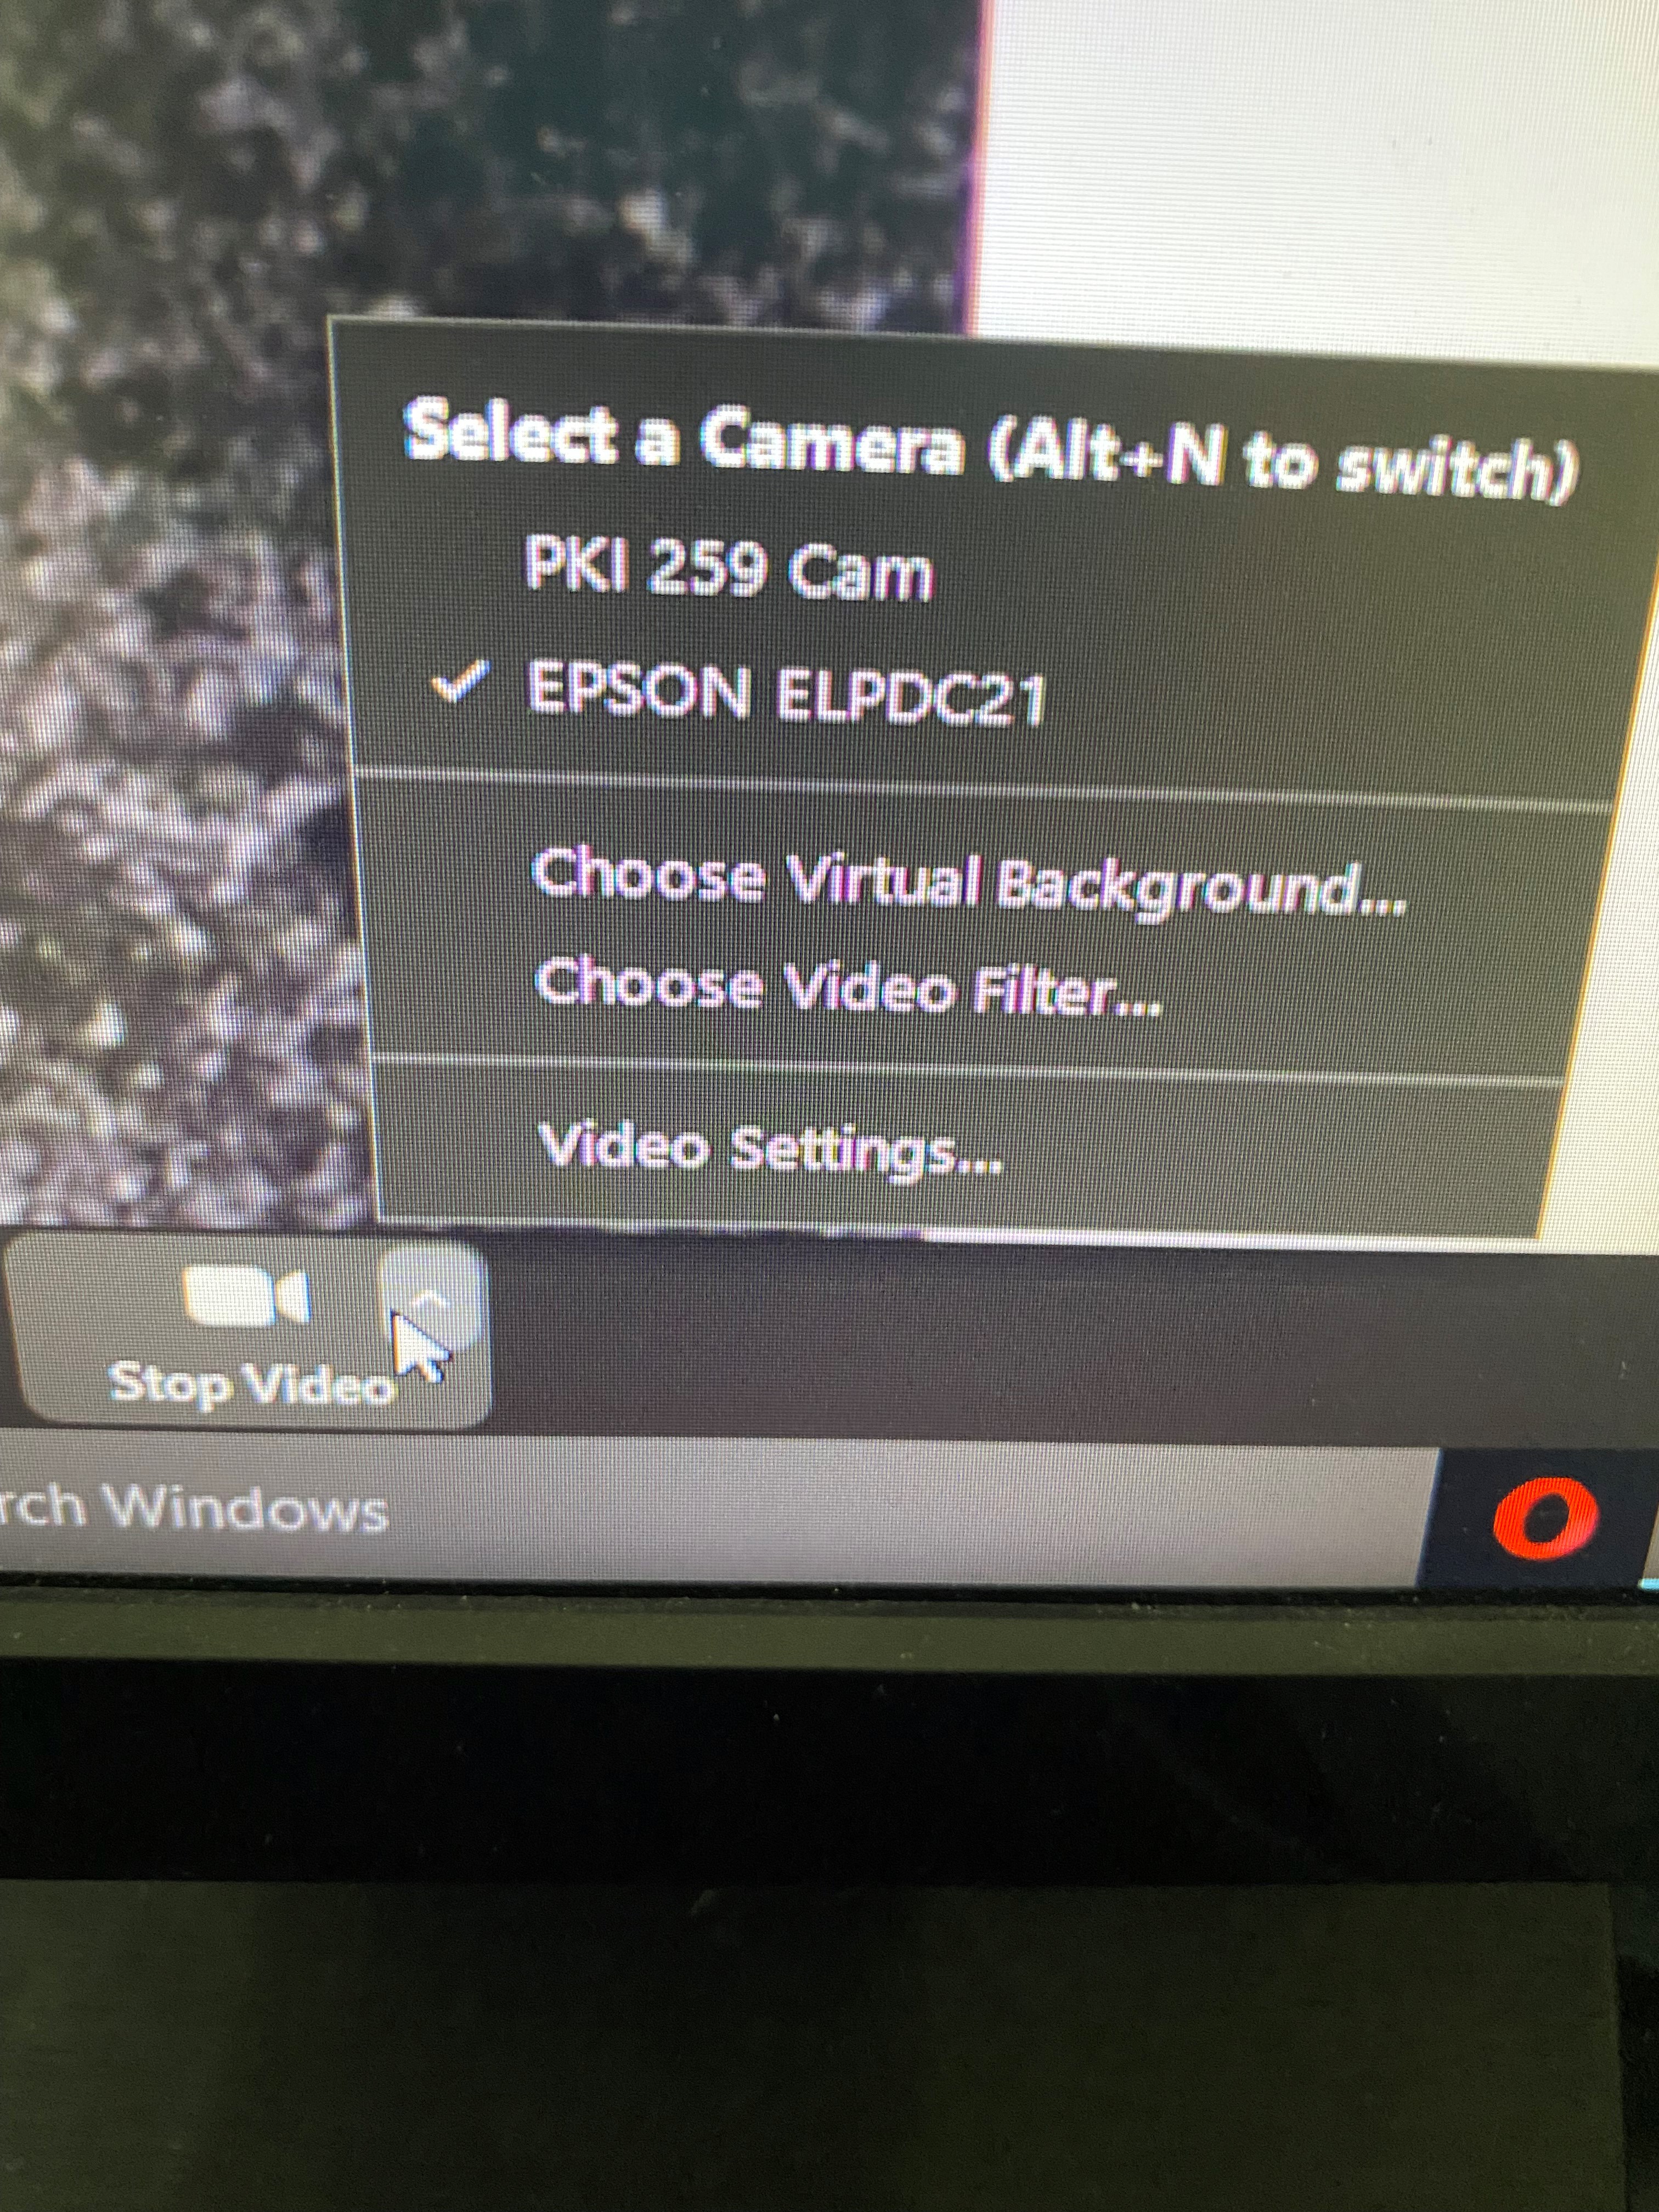 Select a Camera (Alt+N to switch)
PKI 259 Cam
EPSON ELPDC21
Choose Virtual Background...
Choose Video Filter...
Video Settings...
Stop Video
rch Windows